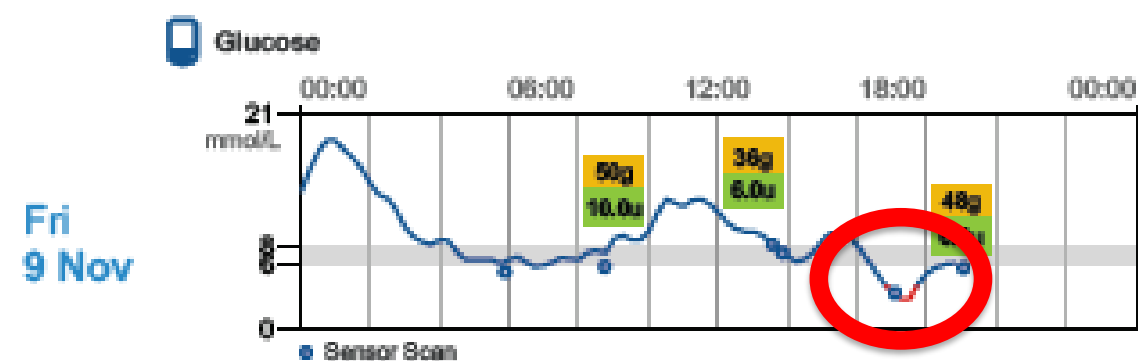 Glucose
00:00 06:00 12:00 18:00 00:00
21
mmol/L
50g
10.0u
36g
6.0u
48g
Fri
9 Nov
0
Sensor Scan